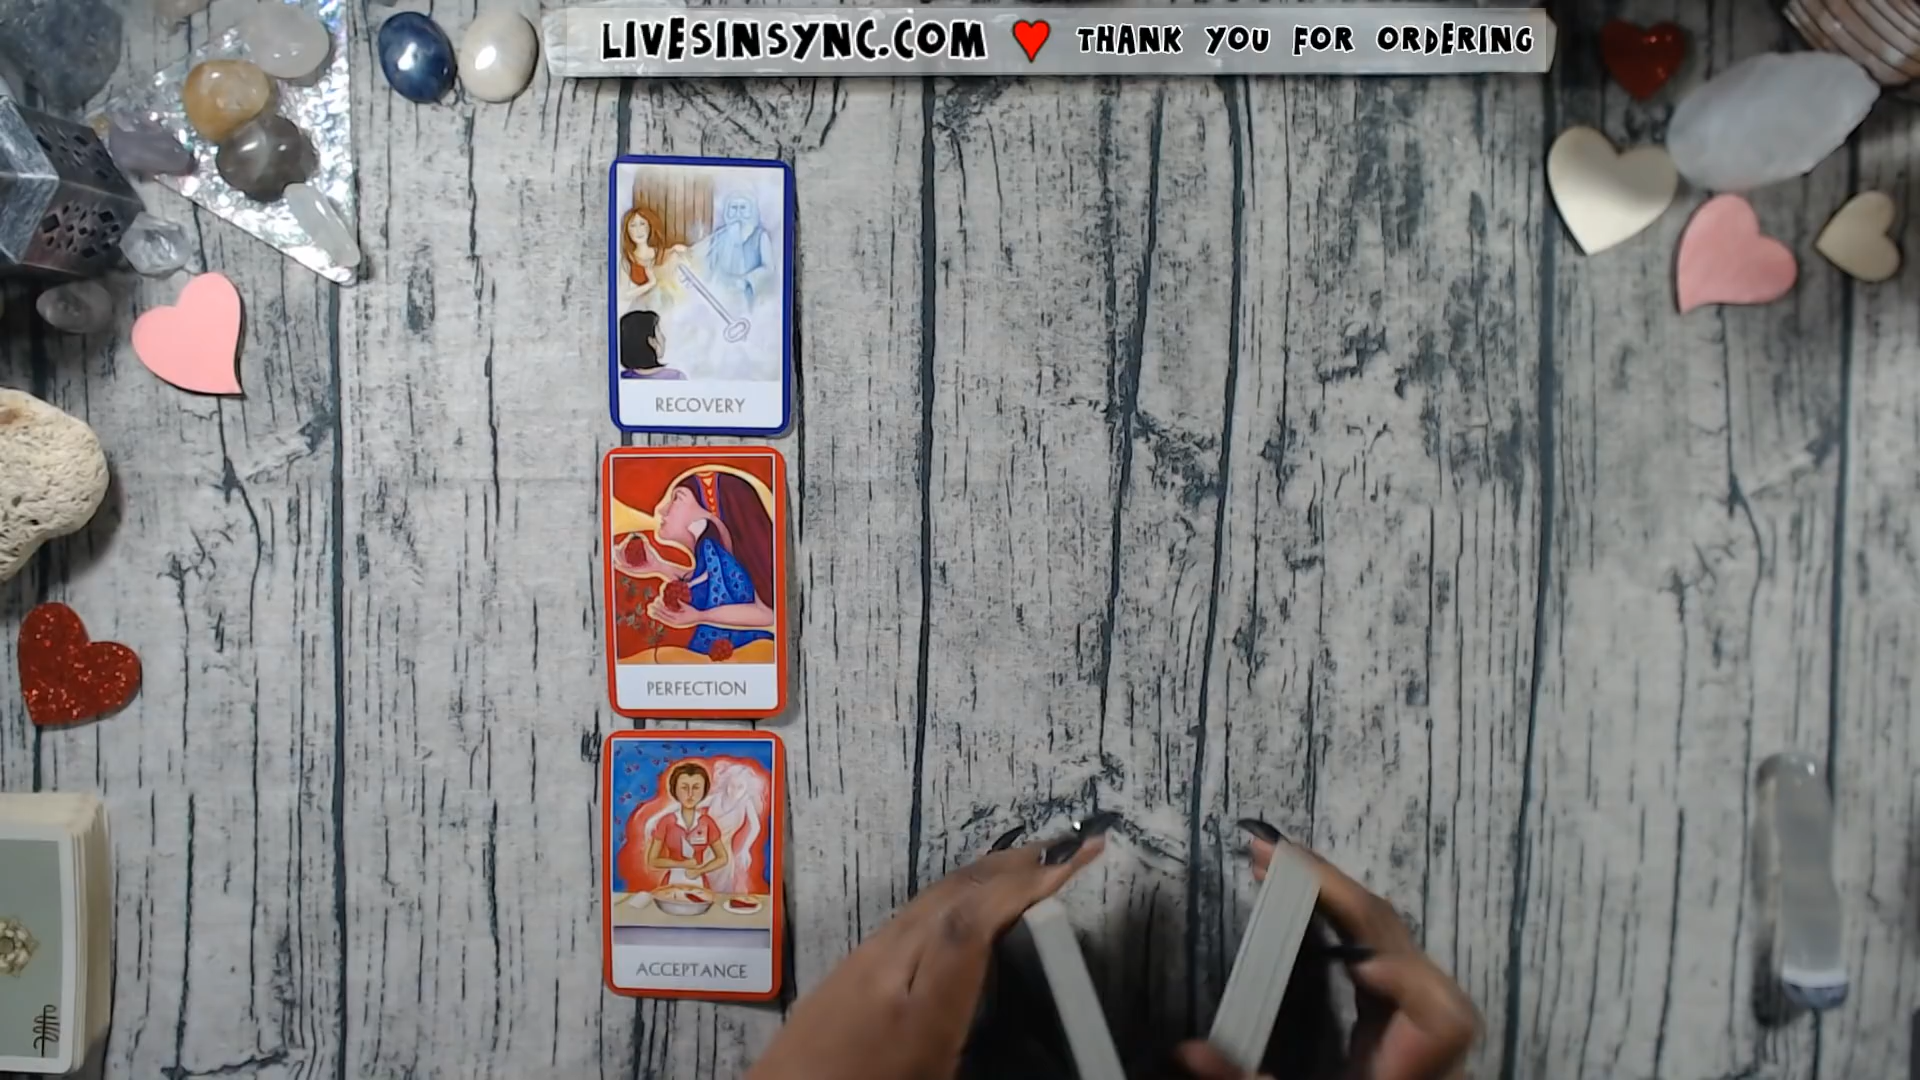 LIVESINSYNC.COM ♥ THANK YOU FOR ORDERING
RECOVERY
PERFECTION
ACCEPTANCE